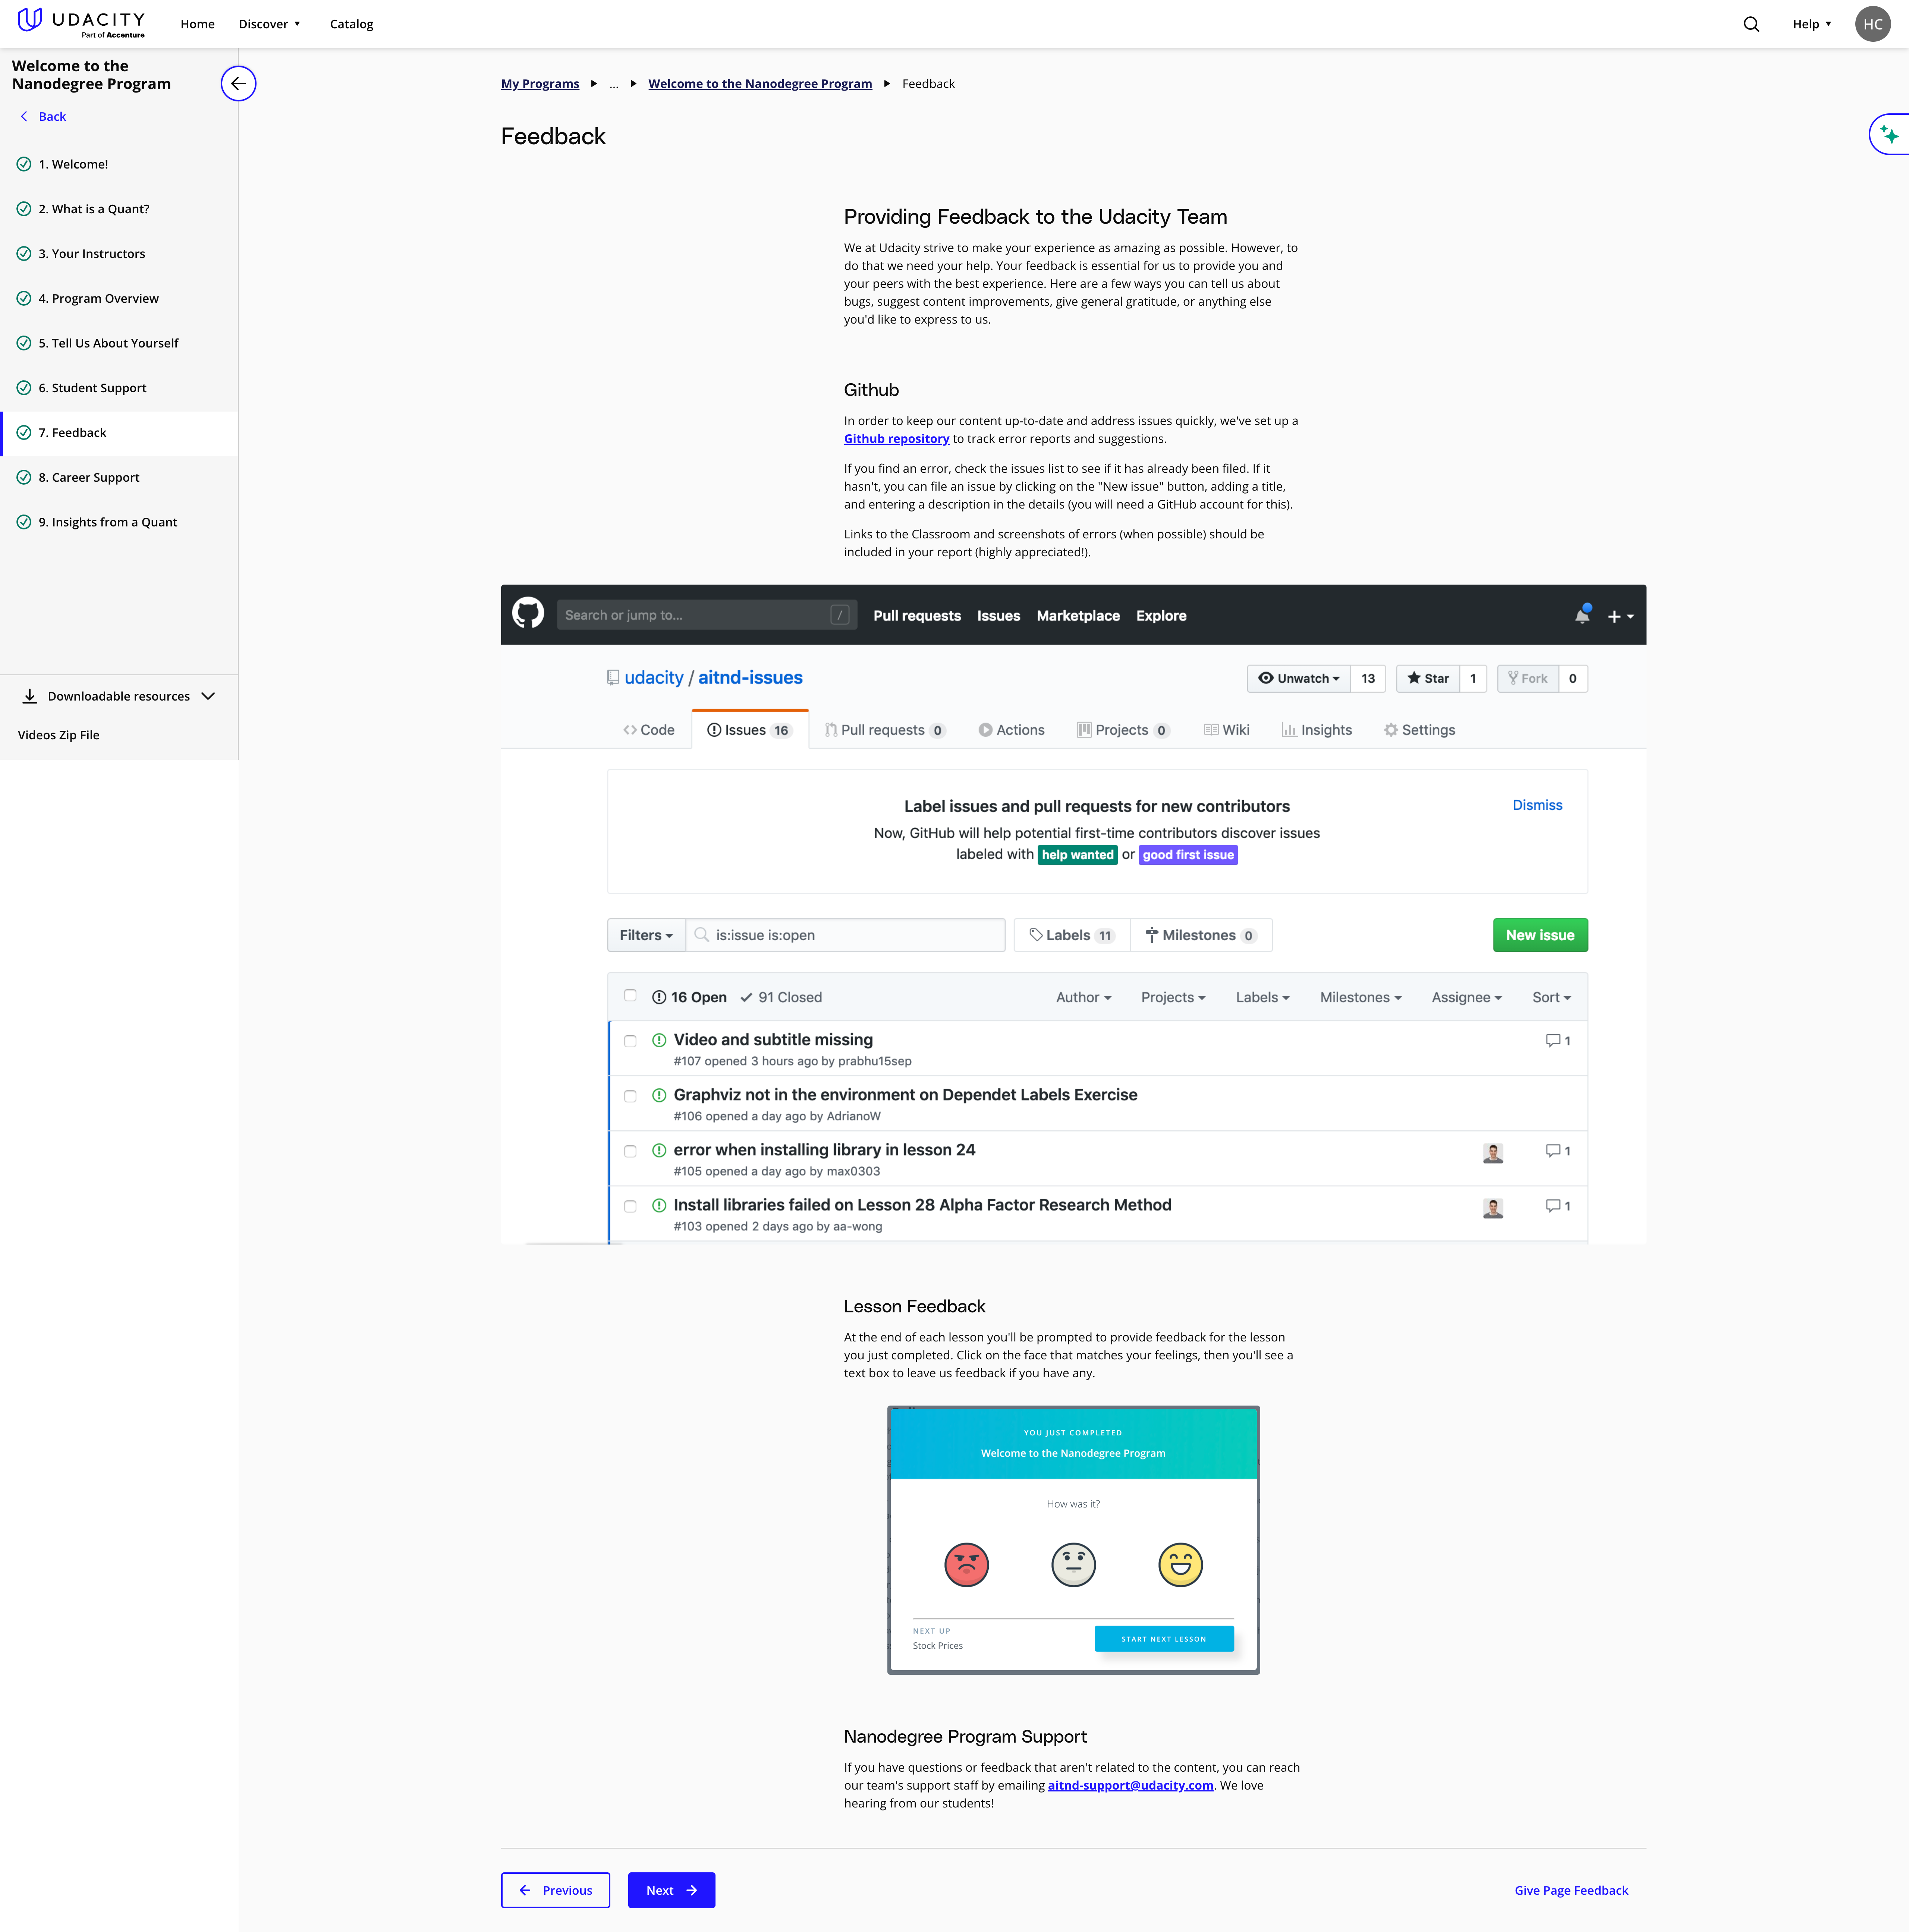 UDACITY
Part of Accenture
Home
Discover
Catalog
Help
HC
Welcome to the
Nanodegree Program
Back
1. Welcome!
2. What is a Quant?
3. Your Instructors
4. Program Overview
5. Tell Us About Yourself
6. Student Support
7. Feedback
8. Career Support
9. Insights from a Quant
Downloadable resources
Videos Zip File
My Programs ... Welcome to the Nanodegree Program Feedback
Feedback
Providing Feedback to the Udacity Team
We at Udacity strive to make your experience as amazing as possible. However, to
do that we need your help. Your feedback is essential for us to provide you and
your peers with the best experience. Here are a few ways you can tell us about
bugs, suggest content improvements, give general gratitude, or anything else
you'd like to express to us.
Github
In order to keep our content up-to-date and address issues quickly, we've set up a
Github repository to track error reports and suggestions.
If you find an error, check the issues list to see if it has already been filed. If it
hasn't, you can file an issue by clicking on the "New issue" button, adding a title,
and entering a description in the details (you will need a GitHub account for this).
Links to the Classroom and screenshots of errors (when possible) should be
included in your report (highly appreciated!).
Search or jump to... / Pull requests Issues Marketplace Explore
udacity / aitnd-issues
Unwatch 13 Star 1 Fork 0
Code Issues 16 Pull requests 0 Actions Projects 0 Wiki Insights Settings
Label issues and pull requests for new contributors
Dismiss
Now, GitHub will help potential first-time contributors discover issues
labeled with help wanted or good first issue
Filters is:issue is:open Labels 11 Milestones 0 New issue
16 Open 91 Closed Author Projects Labels Milestones Assignee Sort
Video and subtitle missing 1
#107 opened 3 hours ago by prabhu15sep
Graphviz not in the environment on Dependet Labels Exercise
#106 opened a day ago by AdrianoW
error when installing library in lesson 24 1
#105 opened a day ago by max0303
Install libraries failed on Lesson 28 Alpha Factor Research Method 1
#103 opened 2 days ago by aa-wong
Lesson Feedback
At the end of each lesson you'll be prompted to provide feedback for the lesson
you just completed. Click on the face that matches your feelings, then you'll see a
text box to leave us feedback if you have any.
YOU JUST COMPLETED
Welcome to the Nanodegree Program
How was it?
NEXT UP
Stock Prices
START NEXT LESSON
Nanodegree Program Support
If you have questions or feedback that aren't related to the content, you can reach
our team's support staff by emailing aitnd-support@udacity.com. We love
hearing from our students!
Previous
Next
Give Page Feedback